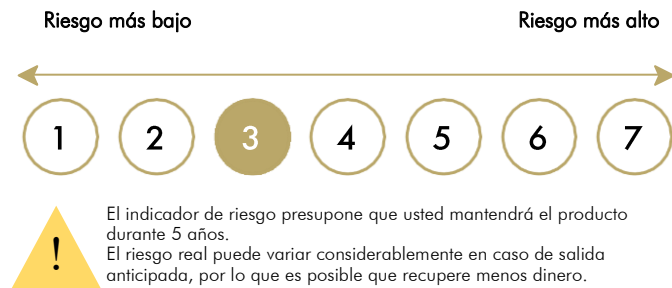 Riesgo más bajo Riesgo más alto
1 2 3 4 5 6 7
! El indicador de riesgo presupone que usted mantendrá el producto
durante 5 años.
El riesgo real puede variar considerablemente en caso de salida
anticipada, por lo que es posible que recupere menos dinero.